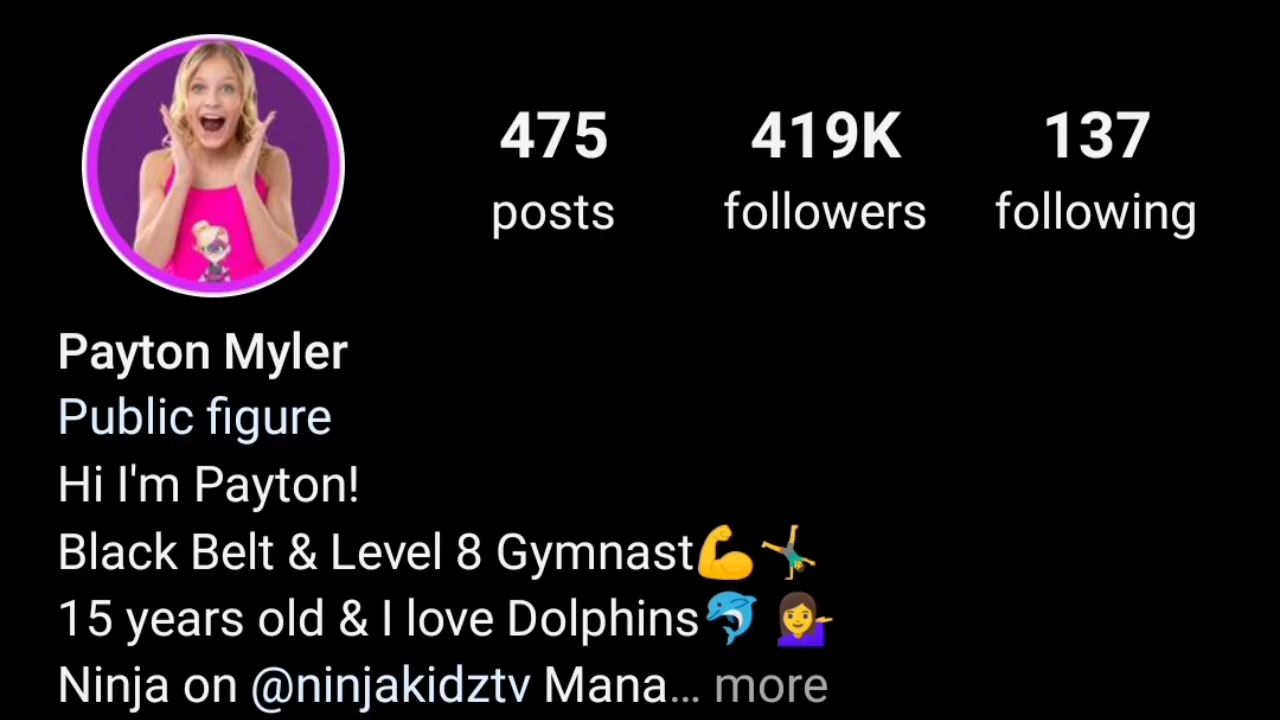 475 419K 137
posts followers following
Payton Myler
Public figure
Hi I'm Payton!
Black Belt & Level 8 Gymnast💪🤸‍♂️
15 years old & I love Dolphins🐬 💁‍♀️
Ninja on @ninjakidztv Mana… more